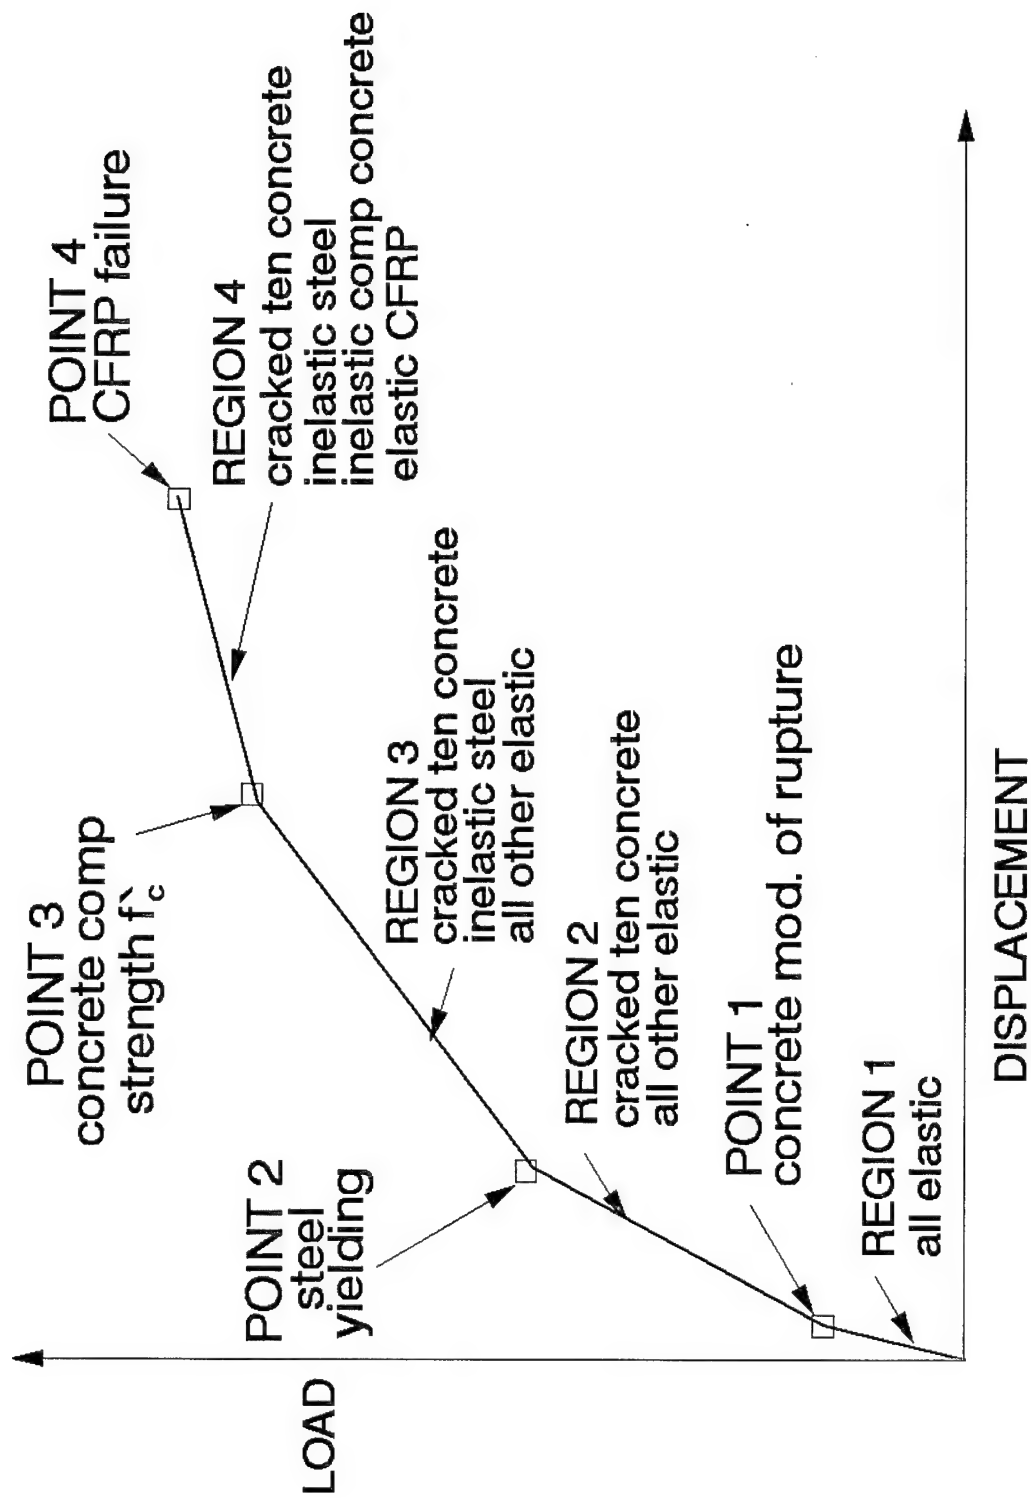 POINT 4
CFRP failure
REGION 4
cracked ten concrete
inelastic steel
inelastic comp concrete
elastic CFRP
POINT 3
concrete comp
strength f`c
REGION 3
cracked ten concrete
inelastic steel
all other elastic
POINT 2
steel
yielding
REGION 2
cracked ten concrete
all other elastic
POINT 1
concrete mod. of rupture
REGION 1
all elastic
LOAD
DISPLACEMENT